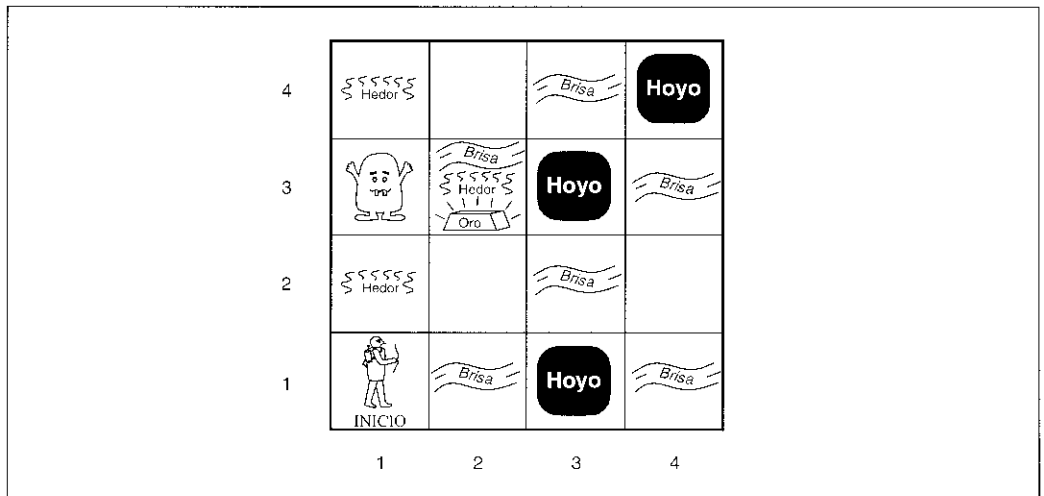 4 Hedor Brisa Hoyo
Brisa
3 Hedor Hoyo Brisa
Oro
2 Hedor Brisa
1 Brisa Hoyo Brisa
INICIO
1 2 3 4